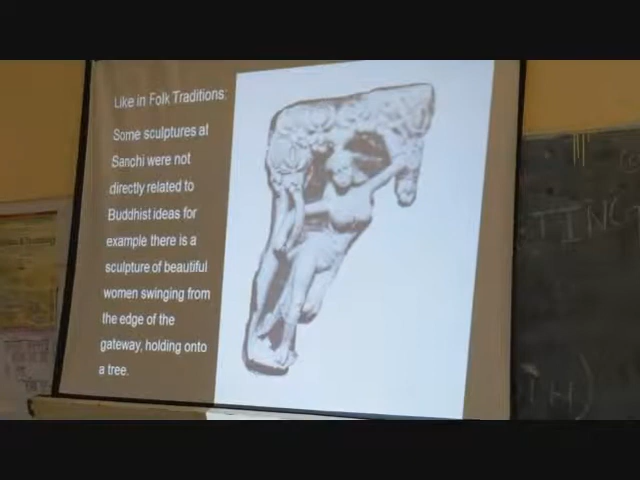 Like in Folk Traditions:
Some sculptures at
Sanchi were not
directly related to
Buddhist ideas for
example there is a
sculpture of beautiful
women swinging from
the edge of the
gateway, holding onto
a tree.